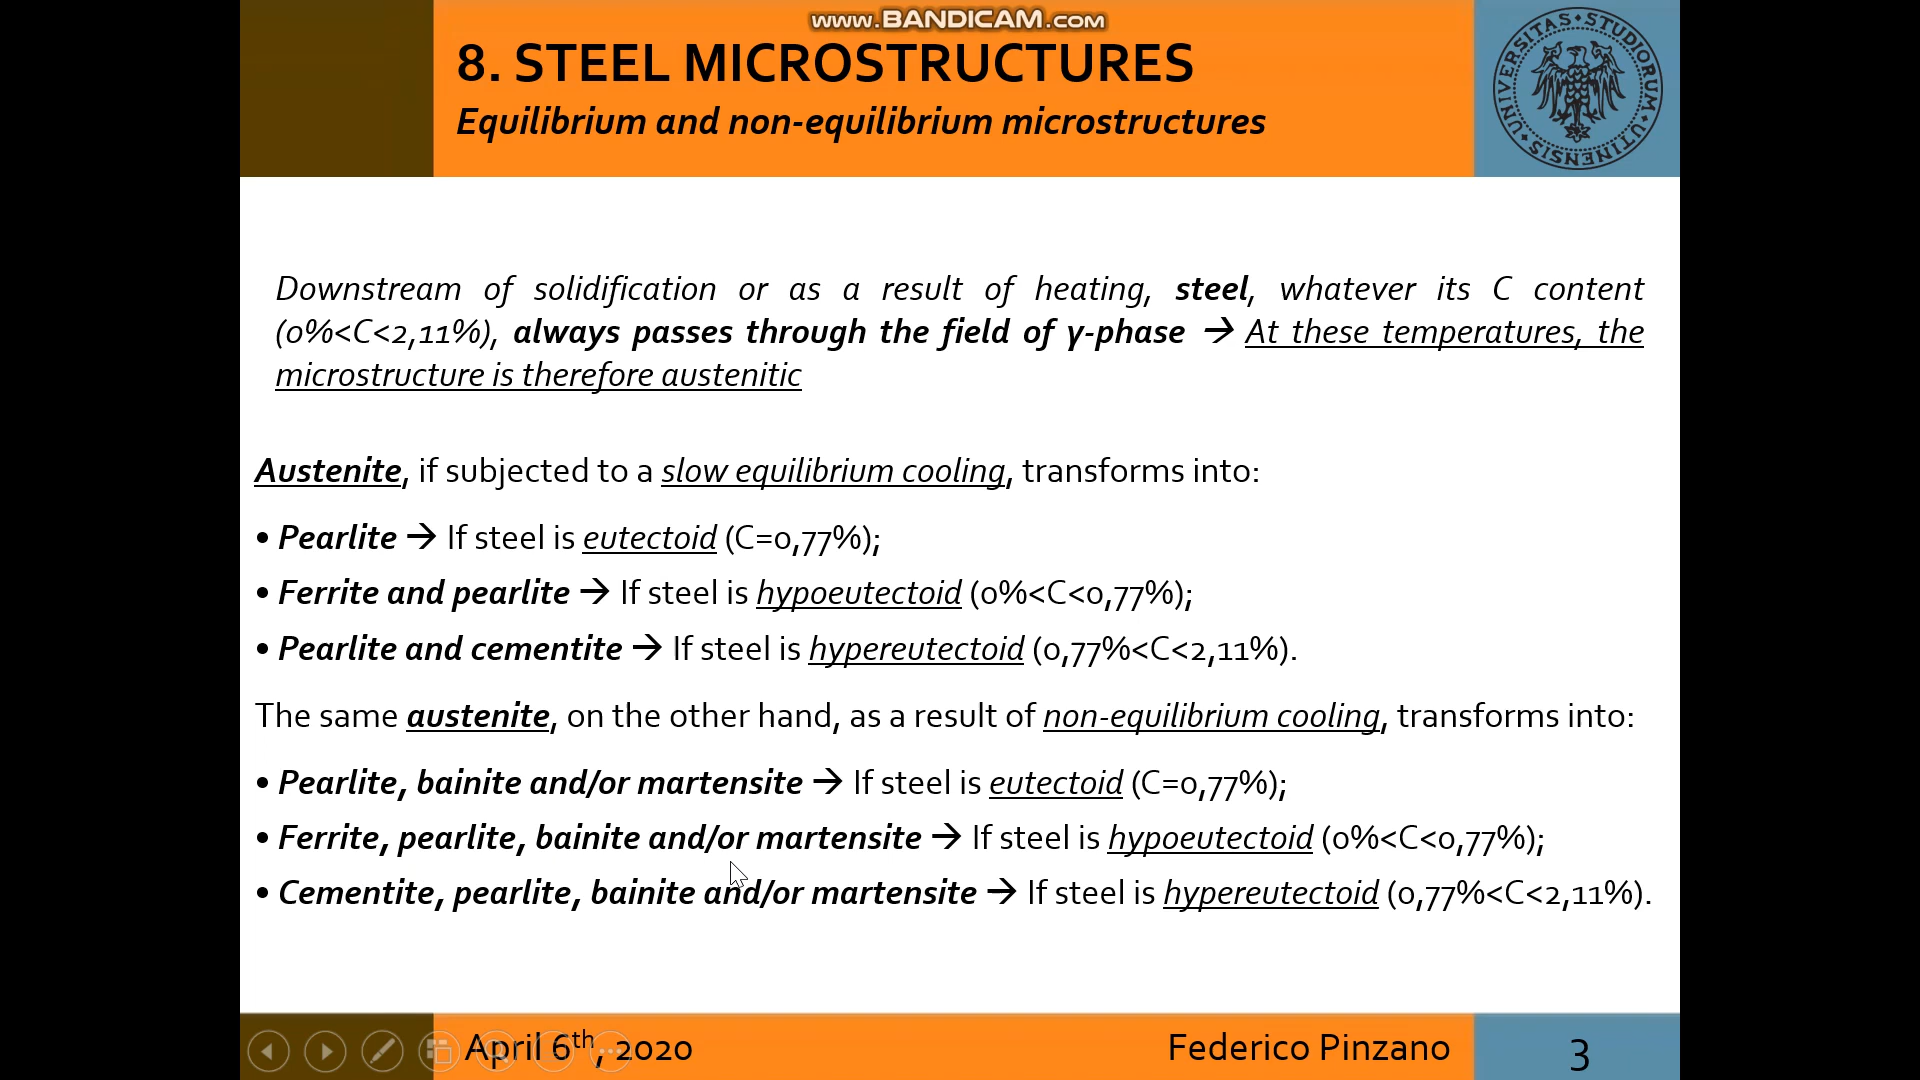 www.BANDICAM.com
8. STEEL MICROSTRUCTURES
Equilibrium and non-equilibrium microstructures
UNIVERSITAS STUDIORUM UTINENSIS
Downstream of solidification or as a result of heating, steel, whatever its C content
(0%<C<2,11%), always passes through the field of γ-phase → At these temperatures, the
microstructure is therefore austenitic
Austenite, if subjected to a slow equilibrium cooling, transforms into:
• Pearlite → If steel is eutectoid (C=0,77%);
• Ferrite and pearlite → If steel is hypoeutectoid (0%<C<0,77%);
• Pearlite and cementite → If steel is hypereutectoid (0,77%<C<2,11%).
The same austenite, on the other hand, as a result of non-equilibrium cooling, transforms into:
• Pearlite, bainite and/or martensite → If steel is eutectoid (C=0,77%);
• Ferrite, pearlite, bainite and/or martensite → If steel is hypoeutectoid (0%<C<0,77%);
• Cementite, pearlite, bainite and/or martensite → If steel is hypereutectoid (0,77%<C<2,11%).
April 6th, 2020
Federico Pinzano
3